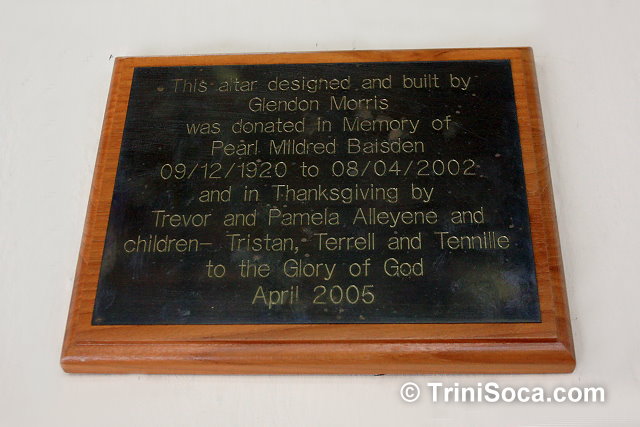 This altar designed and built by
Glendon Morris
was donated in Memory of
Pearl Mildred Baisden
09/12/1920 to 08/04/2002
and in Thanksgiving by
Trevor and Pamela Alleyene and
children- Tristan, Terrell and Tennille
to the Glory of God
April 2005
© TriniSoca.com